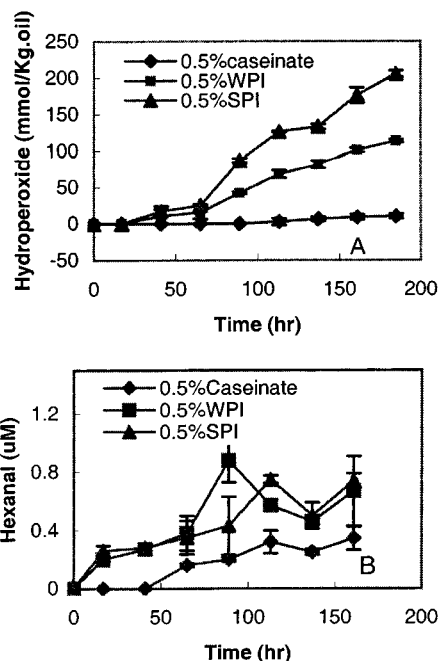 Hydroperoxide (mmol/Kg.oil)
250
200
150
100
50
0
-50
0.5%caseinate
0.5%WPI
0.5%SPI
A
0
50
100
150
200
Time (hr)
Hexanal (uM)
1.2
0.8
0.4
0
0.5%Caseinate
0.5%WPI
0.5%SPI
B
0
50
100
150
200
Time (hr)